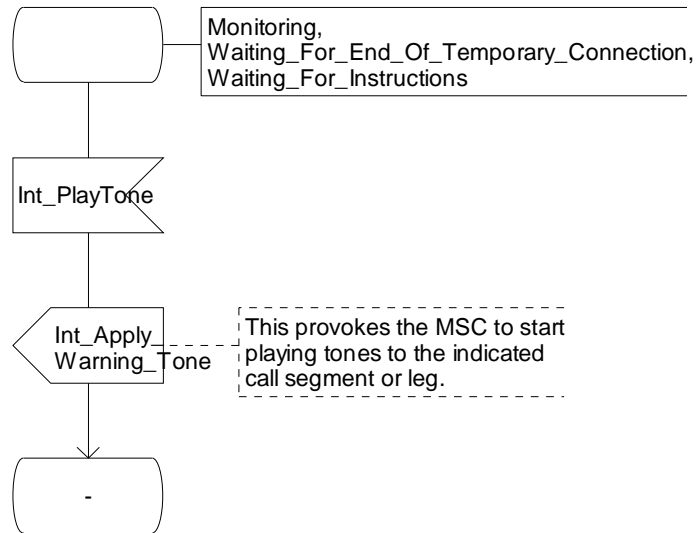 Monitoring,
Waiting_For_End_Of_Temporary_Connection,
Waiting_For_Instructions
Int_PlayTone
Int_Apply_
Warning_Tone
This provokes the MSC to start
playing tones to the indicated
call segment or leg.
-